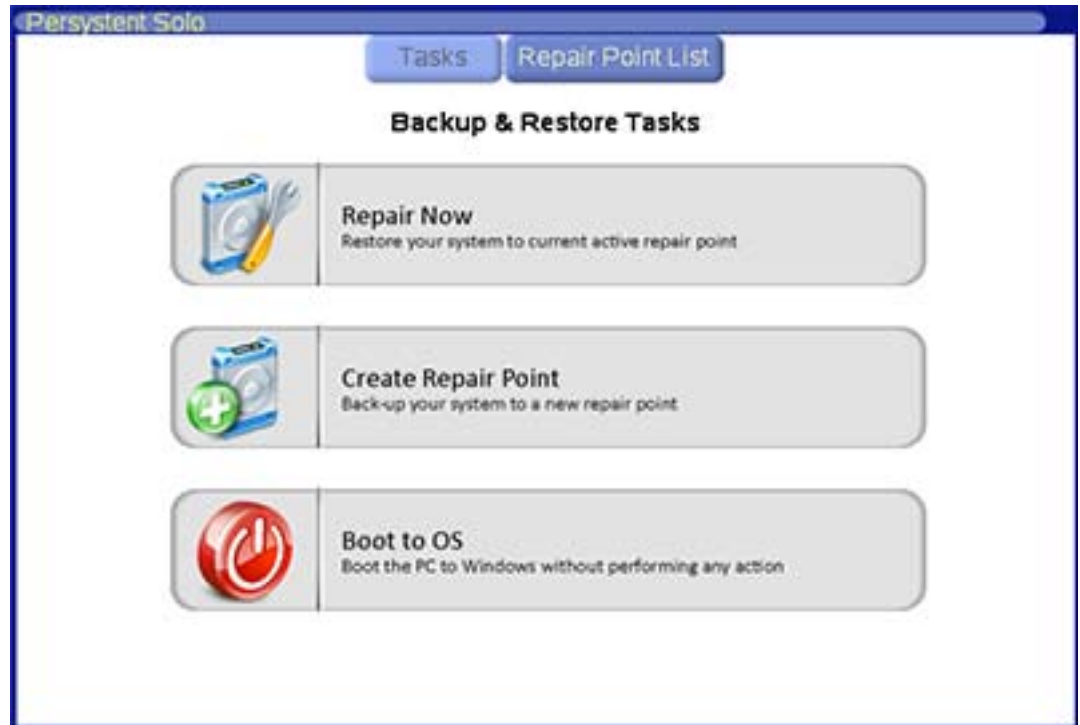 Persystent Solo
Tasks
Repair Point List
Backup & Restore Tasks
Repair Now
Restore your system to current active repair point
Create Repair Point
Back-up your system to a new repair point
Boot to OS
Boot the PC to Windows without performing any action